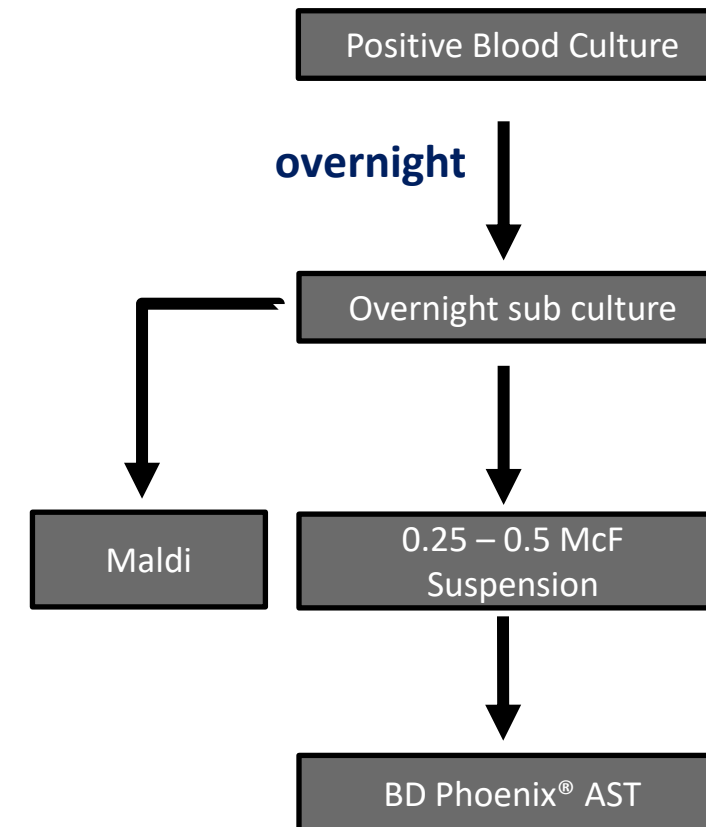 Positive Blood Culture
overnight
Overnight sub culture
Maldi
0.25 – 0.5 McF
Suspension
BD Phoenix® AST